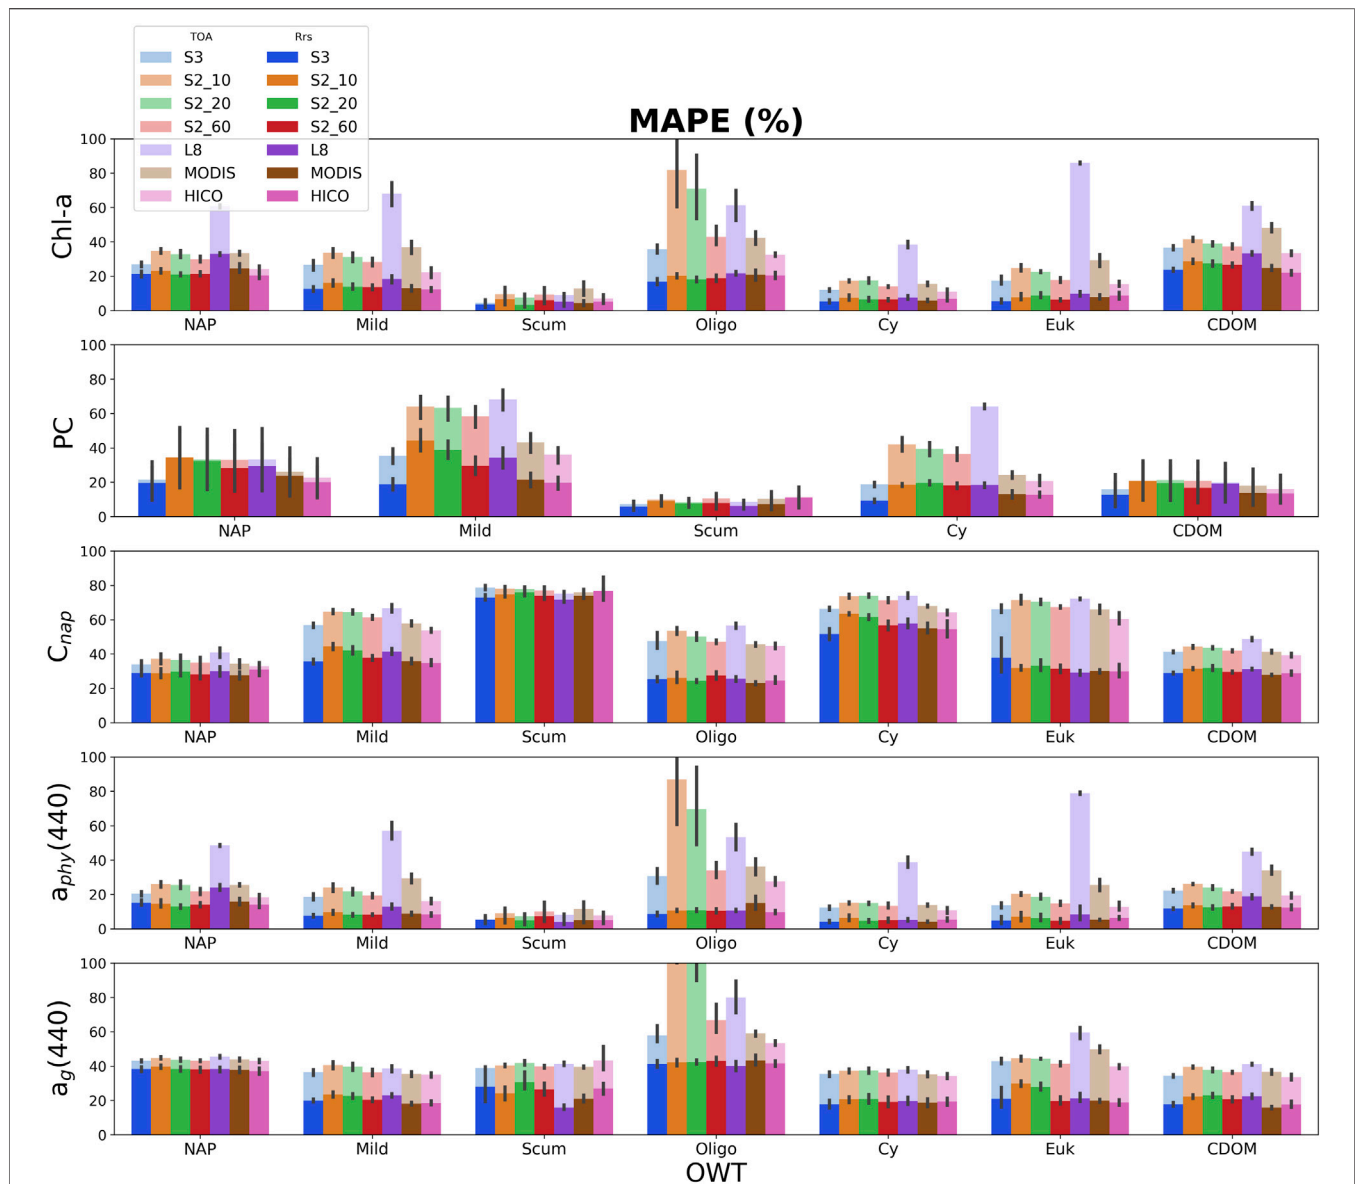 TOA Rrs
S3 S3
S2_10 S2_10
S2_20 S2_20
S2_60 S2_60
L8 L8
MODIS MODIS
HICO HICO
MAPE (%)
Chl-a
100
80
60
40
20
0
NAP Mild Scum Oligo Cy Euk CDOM
PC
100
80
60
40
20
0
NAP Mild Scum Cy CDOM
C_nap
100
80
60
40
20
0
NAP Mild Scum Oligo Cy Euk CDOM
a_phy(440)
100
80
60
40
20
0
NAP Mild Scum Oligo Cy Euk CDOM
a_g(440)
100
80
60
40
20
0
NAP Mild Scum Oligo Cy Euk CDOM
OWT